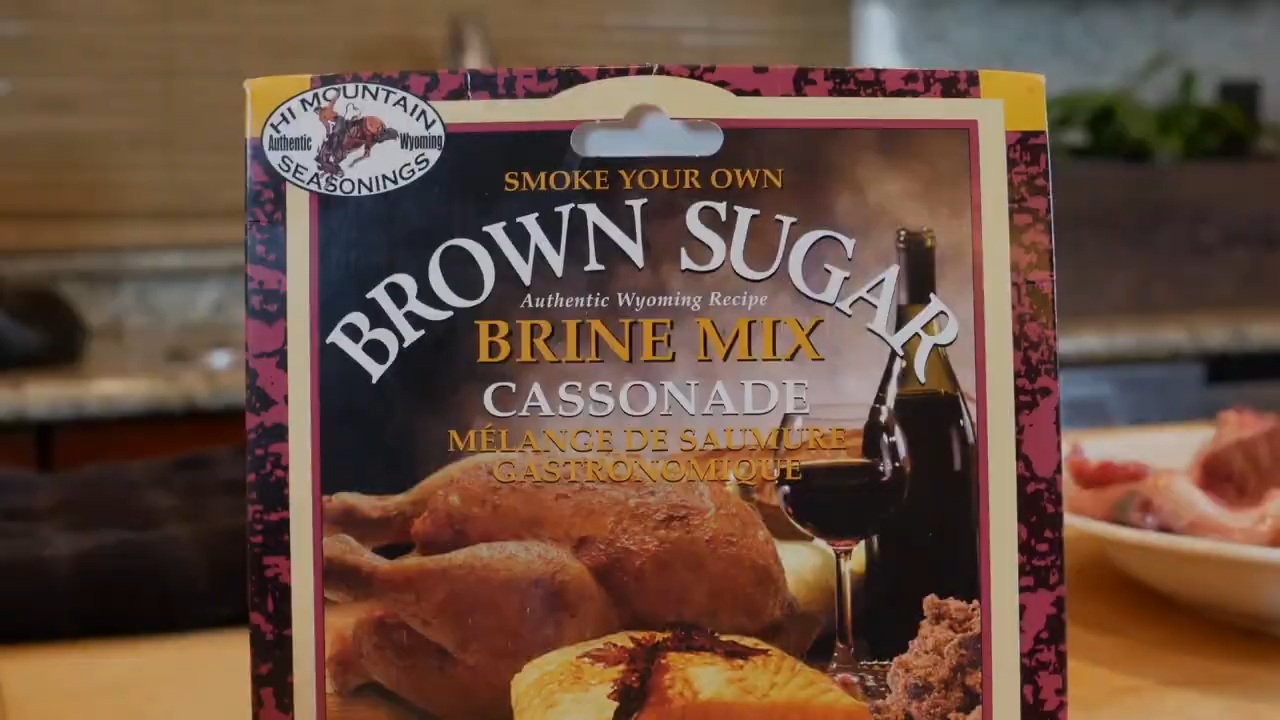 HI MOUNTAIN
Authentic Wyoming
SEASONINGS
SMOKE YOUR OWN
BROWN SUGAR
Authentic Wyoming Recipe
BRINE MIX
CASSONADE
MÉLANGE DE SAUMURE
GASTRONOMIQUE